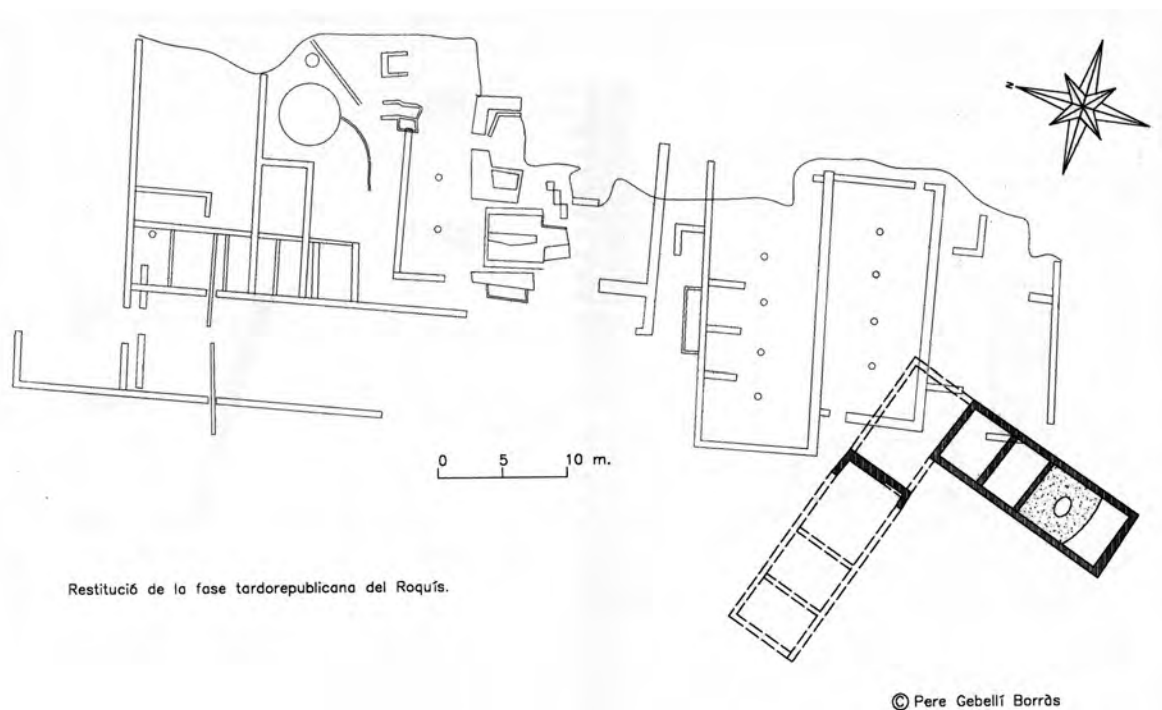 N
0 5 10 m.
Restitució de la fase tardorepublicana del Roquís.
© Pere Gebellí Borràs